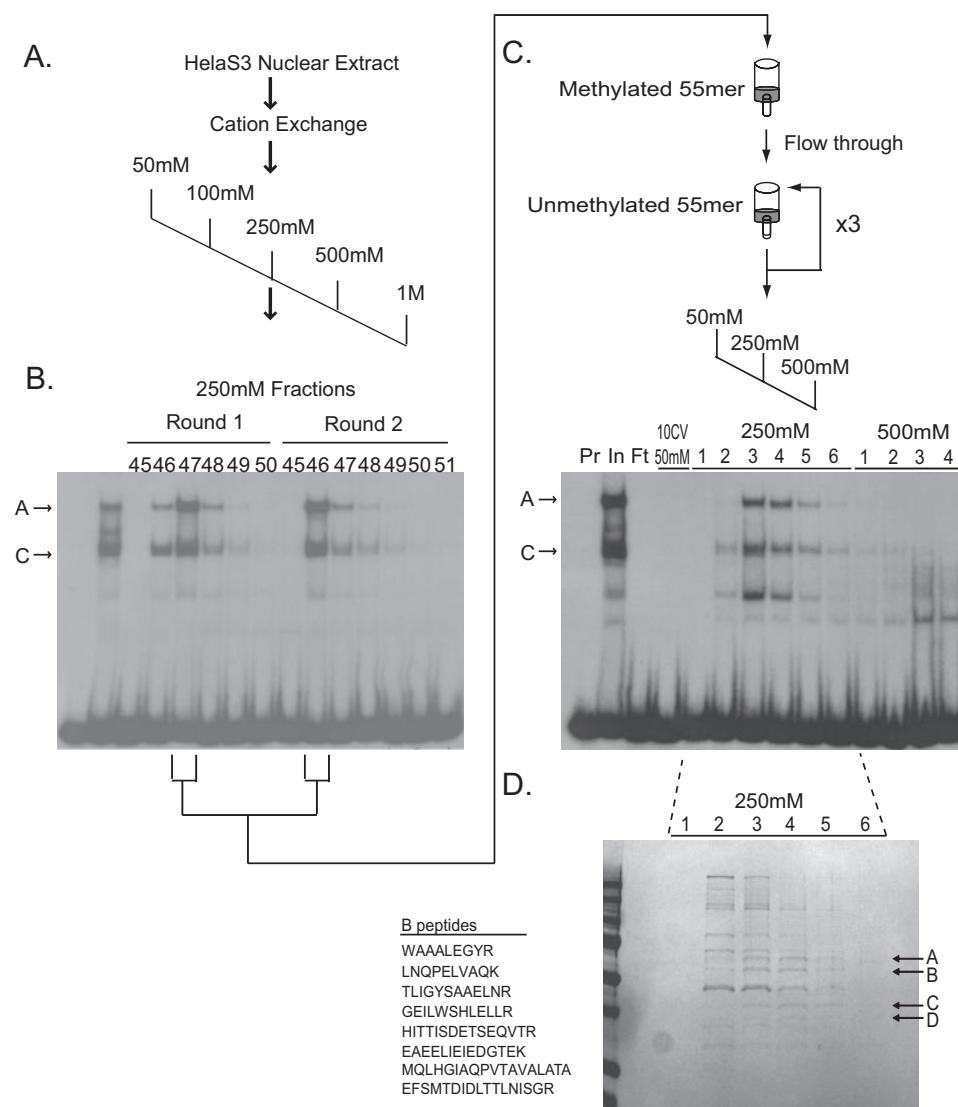 A.
HelaS3 Nuclear Extract
Cation Exchange
50mM
100mM
250mM
500mM
1M
B.
250mM Fractions
Round 1 Round 2
45 46 47 48 49 50 45 46 47 48 49 50 51
A
C
C.
Methylated 55mer
Flow through
Unmethylated 55mer
x3
50mM
250mM
500mM
10CV 250mM 500mM
Pr In Ft 50mM 1 2 3 4 5 6 1 2 3 4
A
C
D.
250mM
1 2 3 4 5 6
A
B
C
D
B peptides
WAAALEGYR
LNQPELVAQK
TLIGYSAAELNR
GEILWSHLELLR
HITTISDETSEQVTR
EAEELIEIEDGTEK
MQLHGIAQPVTAVALATA
EFSMTDIDLTTLNISGR